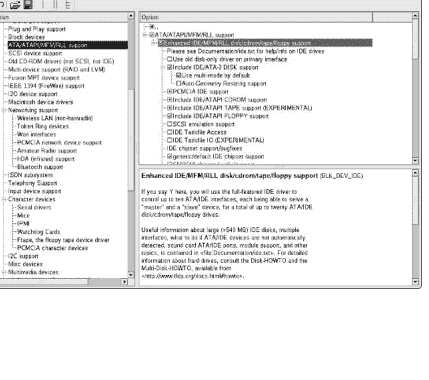 Option
Plug and Play support
Block devices
ATA/ATAPI/MFM/RLL support
SCSI device support
Old CD-ROM drivers (not SCSI, not IDE)
Multi-device support (RAID and LVM)
Fusion MPT device support
IEEE 1394 (FireWire) support
I2O device support
Macintosh device drivers
Networking support
Wireless LAN (non-hamradio)
Token Ring devices
Wan interfaces
PCMCIA network device support
Amateur Radio support
IrDA (infrared) support
Bluetooth support
ISDN subsystem
Telephony Support
Input device support
Character devices
Serial drivers
Mice
IPMI
Watchdog Cards
Ftape, the floppy tape device driver
PCMCIA character devices
I2C support
Misc devices
Multimedia devices
ATA/ATAPI/MFM/RLL support
Enhanced IDE/MFM/RLL disk/cdrom/tape/floppy support
Please see Documentation/ide.txt for help/info on IDE drives
Use old disk-only driver on primary interface
Include IDE/ATA-2 DISK support
Use multi-mode by default
Auto-Geometry Resizing support
PCMCIA IDE support
Include IDE/ATAPI CDROM support
Include IDE/ATAPI TAPE support (EXPERIMENTAL)
Include IDE/ATAPI FLOPPY support
SCSI emulation support
IDE Taskfile Access
IDE Taskfile IO (EXPERIMENTAL)
IDE chipset support/bugfixes
generic/default IDE chipset support
Enhanced IDE/MFM/RLL disk/cdrom/tape/floppy support (BLK_DEV_IDE)
If you say Y here, you will use the full-featured IDE driver to
control up to ten ATA/IDE interfaces, each being able to serve a
"master" and a "slave" device, for a total of up to twenty ATA/IDE
disk/cdrom/tape/floppy drives.
Useful information about large (>540 MB) IDE disks, multiple
interfaces, what to do if ATA/IDE devices are not automatically
detected, sound card ATA/IDE ports, module support, and other
topics, is contained in <file:Documentation/ide.txt>. For detailed
information about hard drives, consult the Disk-HOWTO and the
Multi-Disk-HOWTO, available from
<http://www.tldp.org/docs.html#howto>.